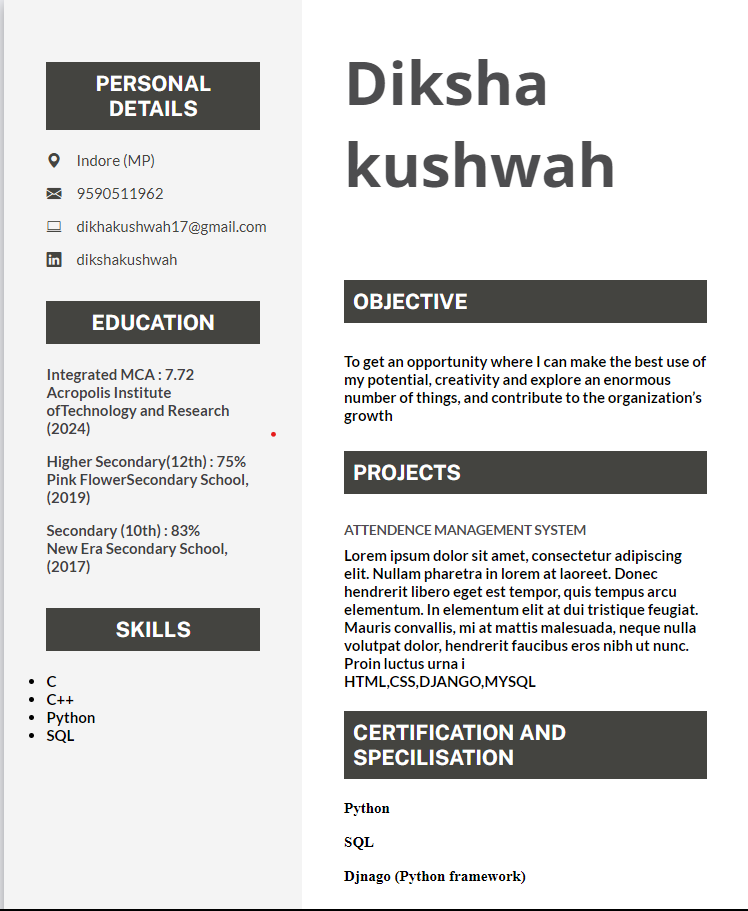 PERSONAL
DETAILS
Indore (MP)
9590511962
dikhakushwah17@gmail.com
dikshakushwah
EDUCATION
Integrated MCA : 7.72
Acropolis Institute
ofTechnology and Research
(2024)
Higher Secondary(12th) : 75%
Pink FlowerSecondary School,
(2019)
Secondary (10th) : 83%
New Era Secondary School,
(2017)
SKILLS
C
C++
Python
SQL
Diksha
kushwah
OBJECTIVE
To get an opportunity where I can make the best use of
my potential, creativity and explore an enormous
number of things, and contribute to the organization’s
growth
PROJECTS
ATTENDENCE MANAGEMENT SYSTEM
Lorem ipsum dolor sit amet, consectetur adipiscing
elit. Nullam pharetra in lorem at laoreet. Donec
hendrerit libero eget est tempor, quis tempus arcu
elementum. In elementum elit at dui tristique feugiat.
Mauris convallis, mi at mattis malesuada, neque nulla
volutpat dolor, hendrerit faucibus eros nibh ut nunc.
Proin luctus urna i
HTML,CSS,DJANGO,MYSQL
CERTIFICATION AND
SPECILISATION
Python
SQL
Djnago (Python framework)